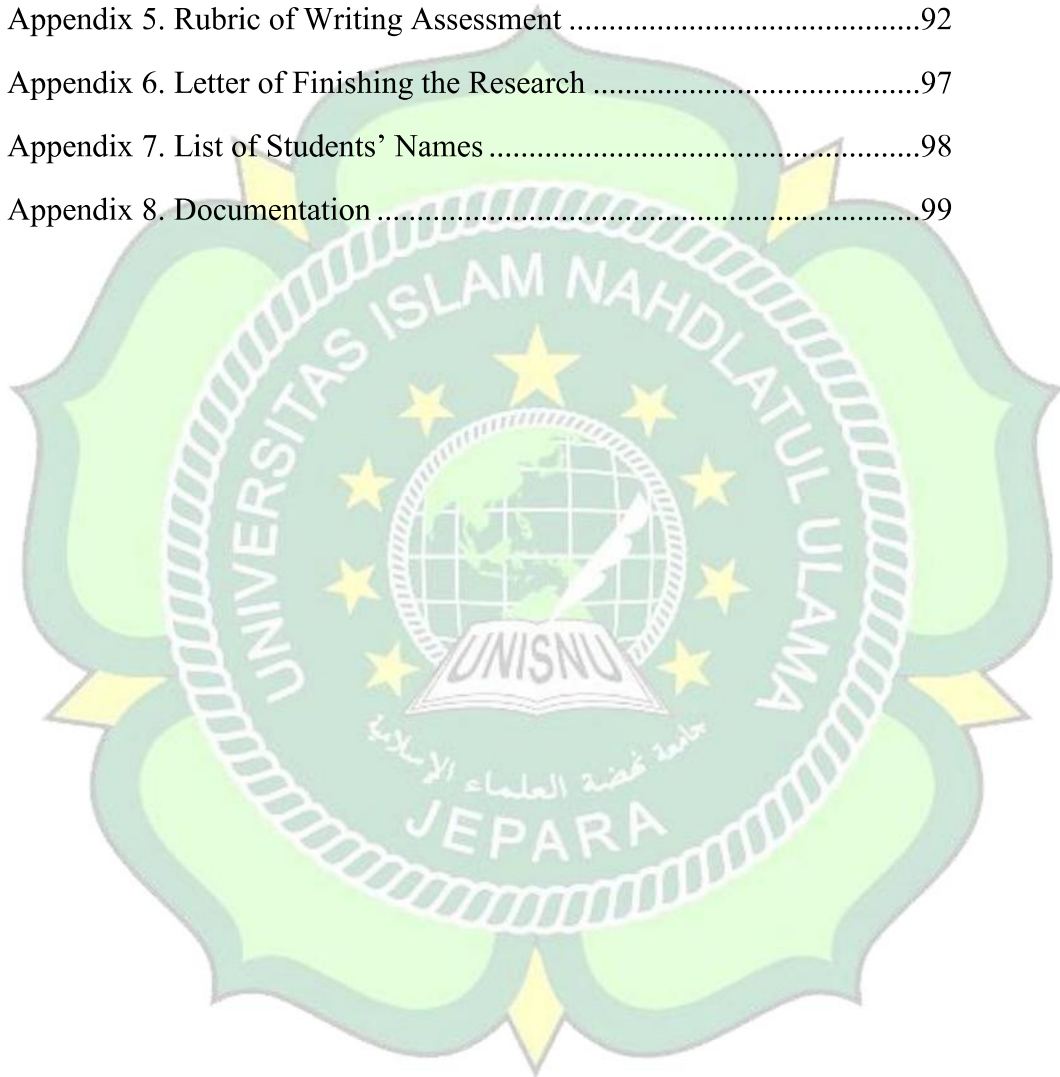 Appendix 5. Rubric of Writing Assessment ............................................92
Appendix 6. Letter of Finishing the Research .........................................97
Appendix 7. List of Students’ Names ......................................................98
Appendix 8. Documentation ....................................................................99
UNIVERSITAS ISLAM NAHDLATUL ULAMA
UNISNU
جامعة نهضة العلماء الإسلامية
JEPARA